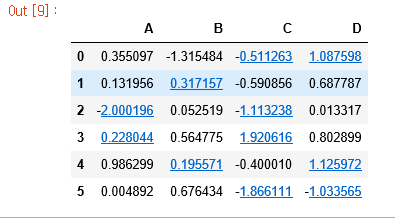 Out [9]:
A B C D
0 0.355097 -1.315484 -0.511263 1.087598
1 0.131956 0.317157 -0.590856 0.687787
2 -2.000196 0.052519 -1.113238 0.013317
3 0.228044 0.564775 1.920616 0.802899
4 0.986299 0.195571 -0.400010 1.125972
5 0.004892 0.676434 -1.866111 -1.033565